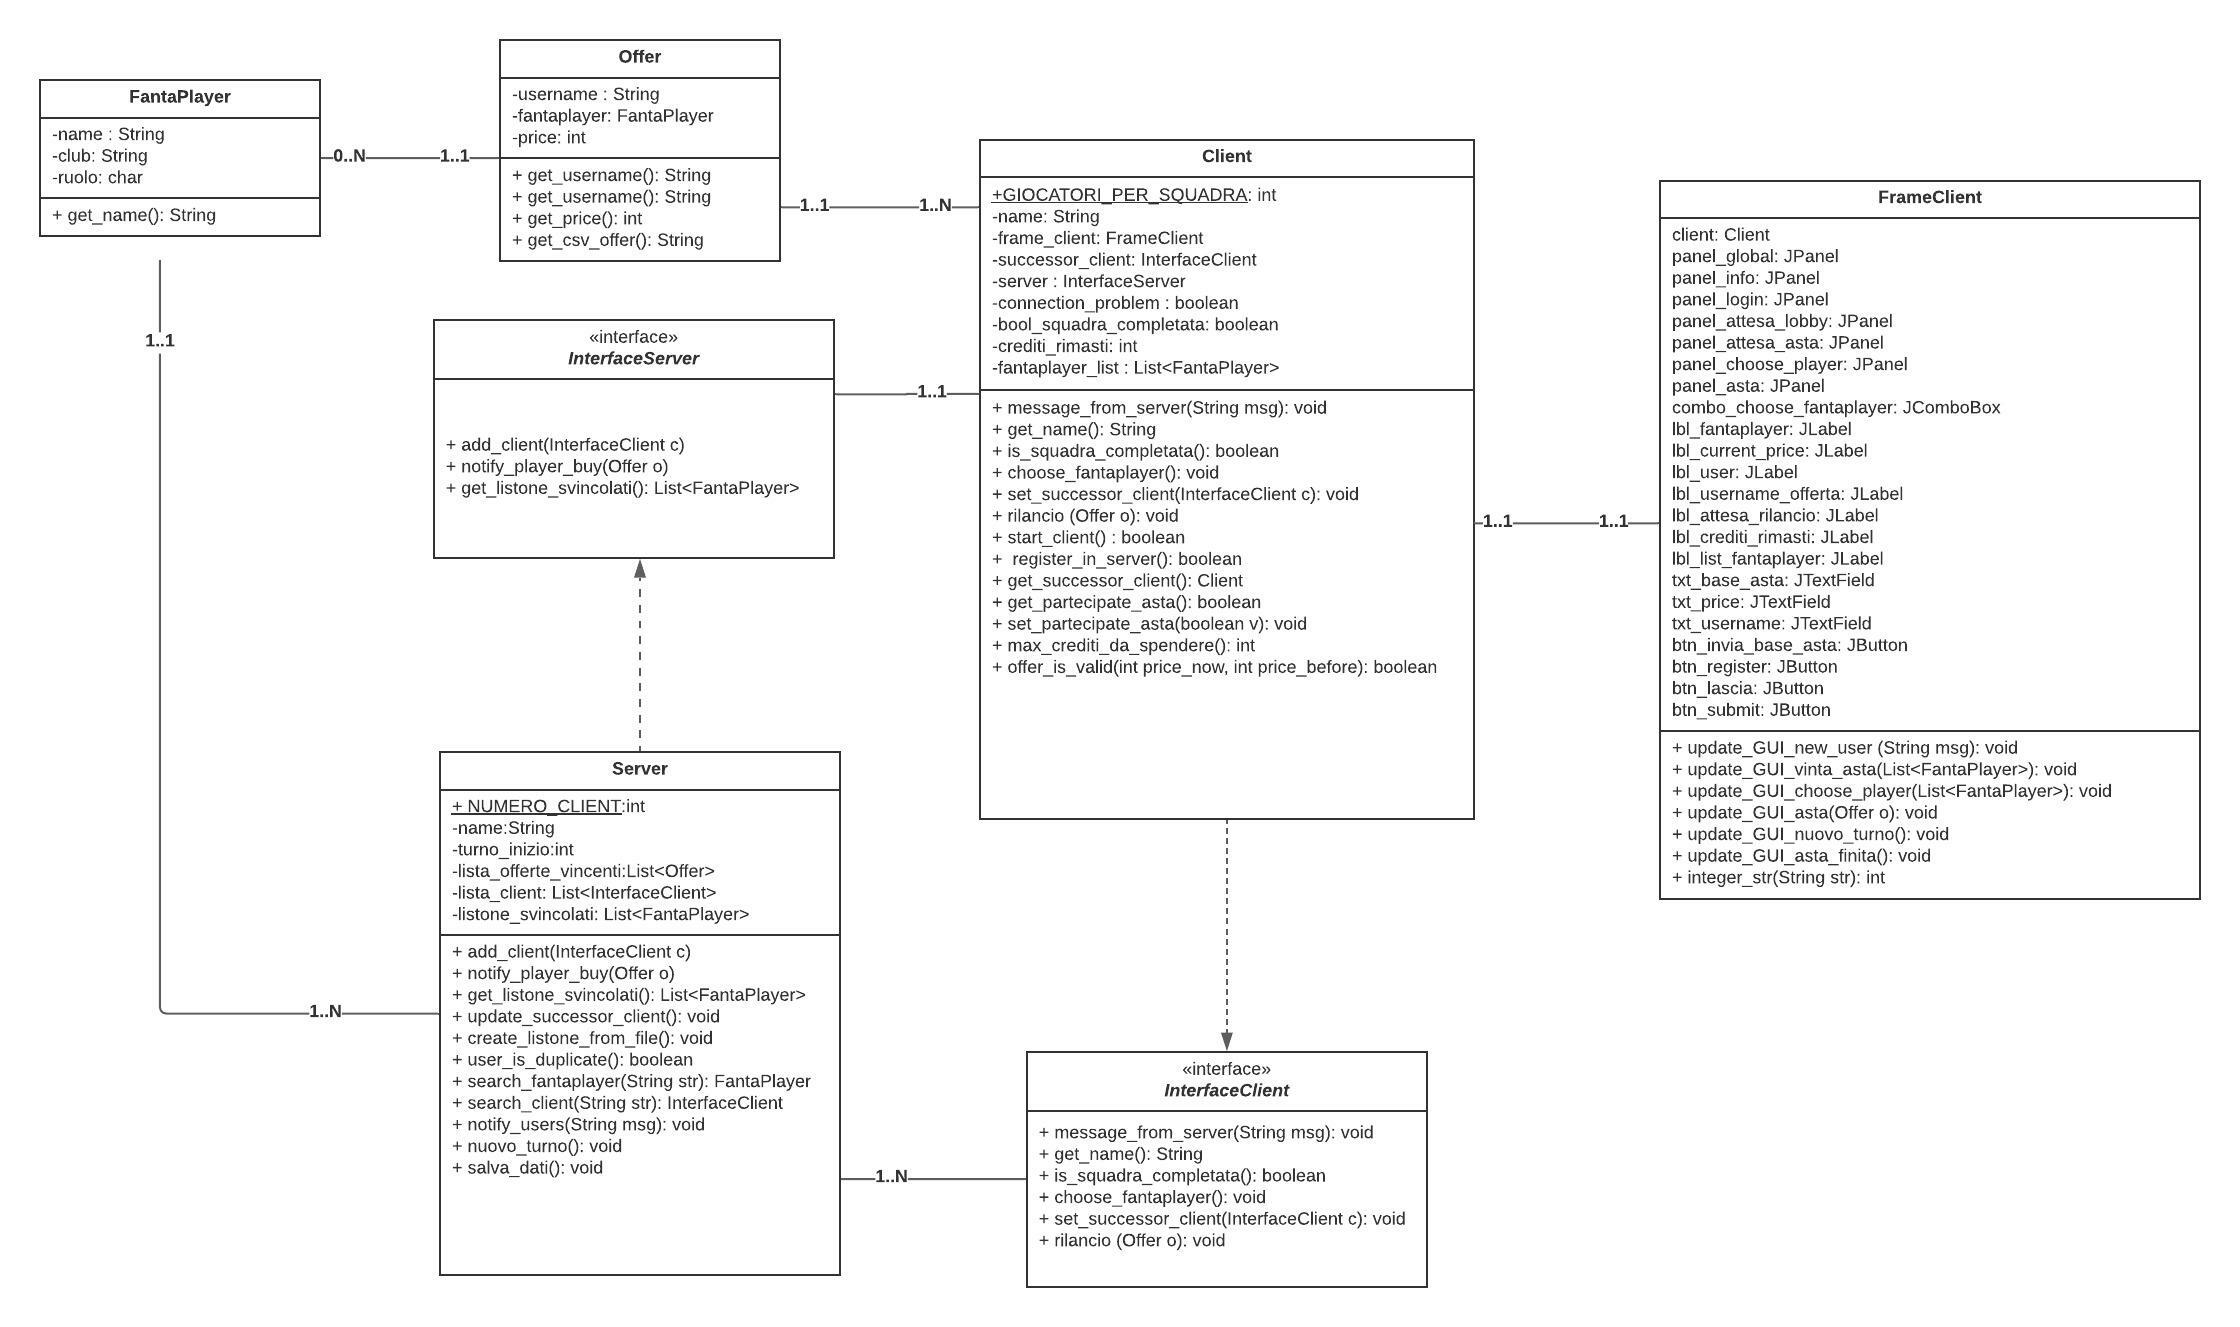 FantaPlayer
-name : String
-club: String
-ruolo: char
+ get_name(): String
0..N
1..1
Offer
-username : String
-fantaplayer: FantaPlayer
-price: int
+ get_username(): String
+ get_username(): String
+ get_price(): int
+ get_csv_offer(): String
1..1
1..N
Client
+GIOCATORI_PER_SQUADRA: int
-name: String
-frame_client: FrameClient
-successor_client: InterfaceClient
-server : InterfaceServer
-connection_problem : boolean
-bool_squadra_completata: boolean
-crediti_rimasti: int
-fantaplayer_list : List<FantaPlayer>
+ message_from_server(String msg): void
+ get_name(): String
+ is_squadra_completata(): boolean
+ choose_fantaplayer(): void
+ set_successor_client(InterfaceClient c): void
+ rilancio (Offer o): void
+ start_client() : boolean
+  register_in_server(): boolean
+ get_successor_client(): Client
+ get_partecipate_asta(): boolean
+ set_partecipate_asta(boolean v): void
+ max_crediti_da_spendere(): int
+ offer_is_valid(int price_now, int price_before): boolean
1..1
1..1
FrameClient
client: Client
panel_global: JPanel
panel_info: JPanel
panel_login: JPanel
panel_attesa_lobby: JPanel
panel_attesa_asta: JPanel
panel_choose_player: JPanel
panel_asta: JPanel
combo_choose_fantaplayer: JComboBox
lbl_fantaplayer: JLabel
lbl_current_price: JLabel
lbl_user: JLabel
lbl_username_offerta: JLabel
lbl_attesa_rilancio: JLabel
lbl_crediti_rimasti: JLabel
lbl_list_fantaplayer: JLabel
txt_base_asta: JTextField
txt_price: JTextField
txt_username: JTextField
btn_invia_base_asta: JButton
btn_register: JButton
btn_lascia: JButton
btn_submit: JButton
+ update_GUI_new_user (String msg): void
+ update_GUI_vinta_asta(List<FantaPlayer>): void
+ update_GUI_choose_player(List<FantaPlayer>): void
+ update_GUI_asta(Offer o): void
+ update_GUI_nuovo_turno(): void
+ update_GUI_asta_finita(): void
+ integer_str(String str): int
1..1
«interface»
InterfaceServer
+ add_client(InterfaceClient c)
+ notify_player_buy(Offer o)
+ get_listone_svincolati(): List<FantaPlayer>
1..1
Server
+ NUMERO_CLIENT:int
-name:String
-turno_inizio:int
-lista_offerte_vincenti:List<Offer>
-lista_client: List<InterfaceClient>
-listone_svincolati: List<FantaPlayer>
+ add_client(InterfaceClient c)
+ notify_player_buy(Offer o)
+ get_listone_svincolati(): List<FantaPlayer>
+ update_successor_client(): void
+ create_listone_from_file(): void
+ user_is_duplicate(): boolean
+ search_fantaplayer(String str): FantaPlayer
+ search_client(String str): InterfaceClient
+ notify_users(String msg): void
+ nuovo_turno(): void
+ salva_dati(): void
1..N
1..N
«interface»
InterfaceClient
+ message_from_server(String msg): void
+ get_name(): String
+ is_squadra_completata(): boolean
+ choose_fantaplayer(): void
+ set_successor_client(InterfaceClient c): void
+ rilancio (Offer o): void